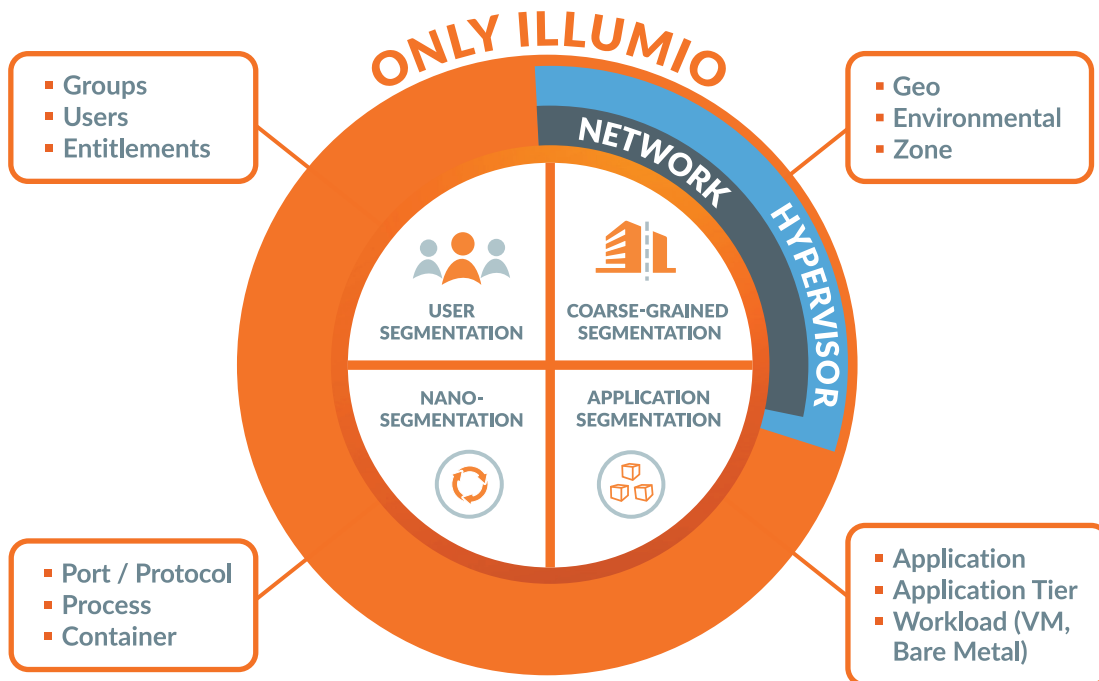 ONLY ILLUMIO
▪ Groups
▪ Users
▪ Entitlements
▪ Geo
▪ Environmental
▪ Zone
NETWORK
HYPERVISOR
USER
SEGMENTATION
COARSE-GRAINED
SEGMENTATION
NANO-
SEGMENTATION
APPLICATION
SEGMENTATION
▪ Port / Protocol
▪ Process
▪ Container
▪ Application
▪ Application Tier
▪ Workload (VM,
Bare Metal)